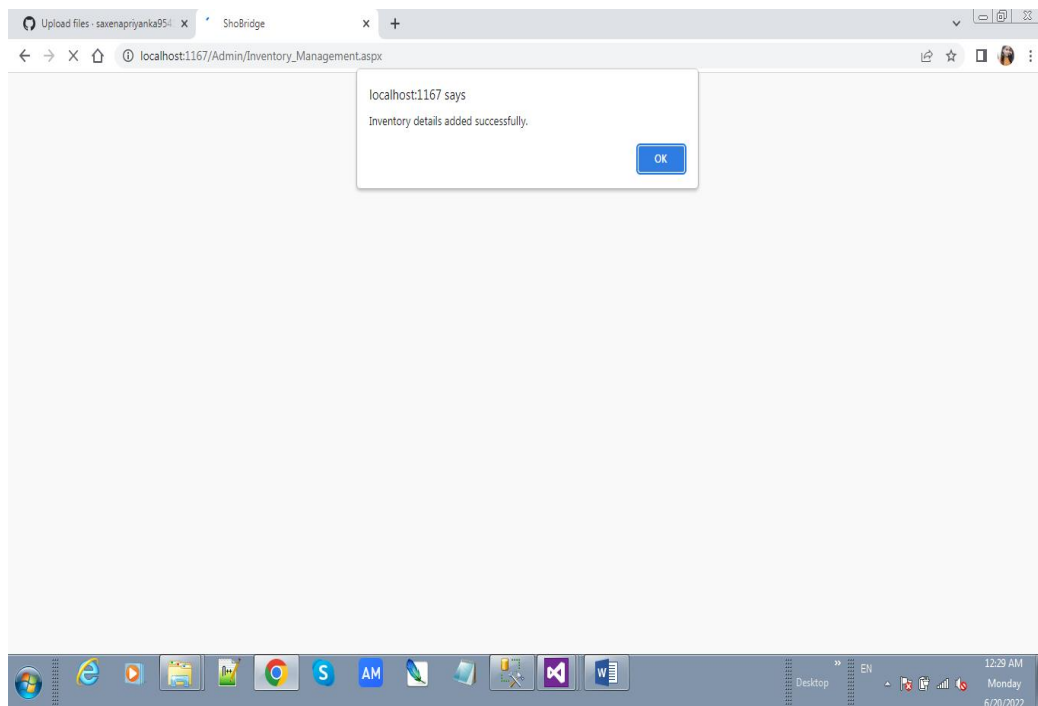 Upload files · saxenapriyanka954
ShoBridge
localhost:1167/Admin/Inventory_Management.aspx
localhost:1167 says
Inventory details added successfully.
OK
S
AM
W
Desktop
»
EN
12:29 AM
Monday
6/20/2022